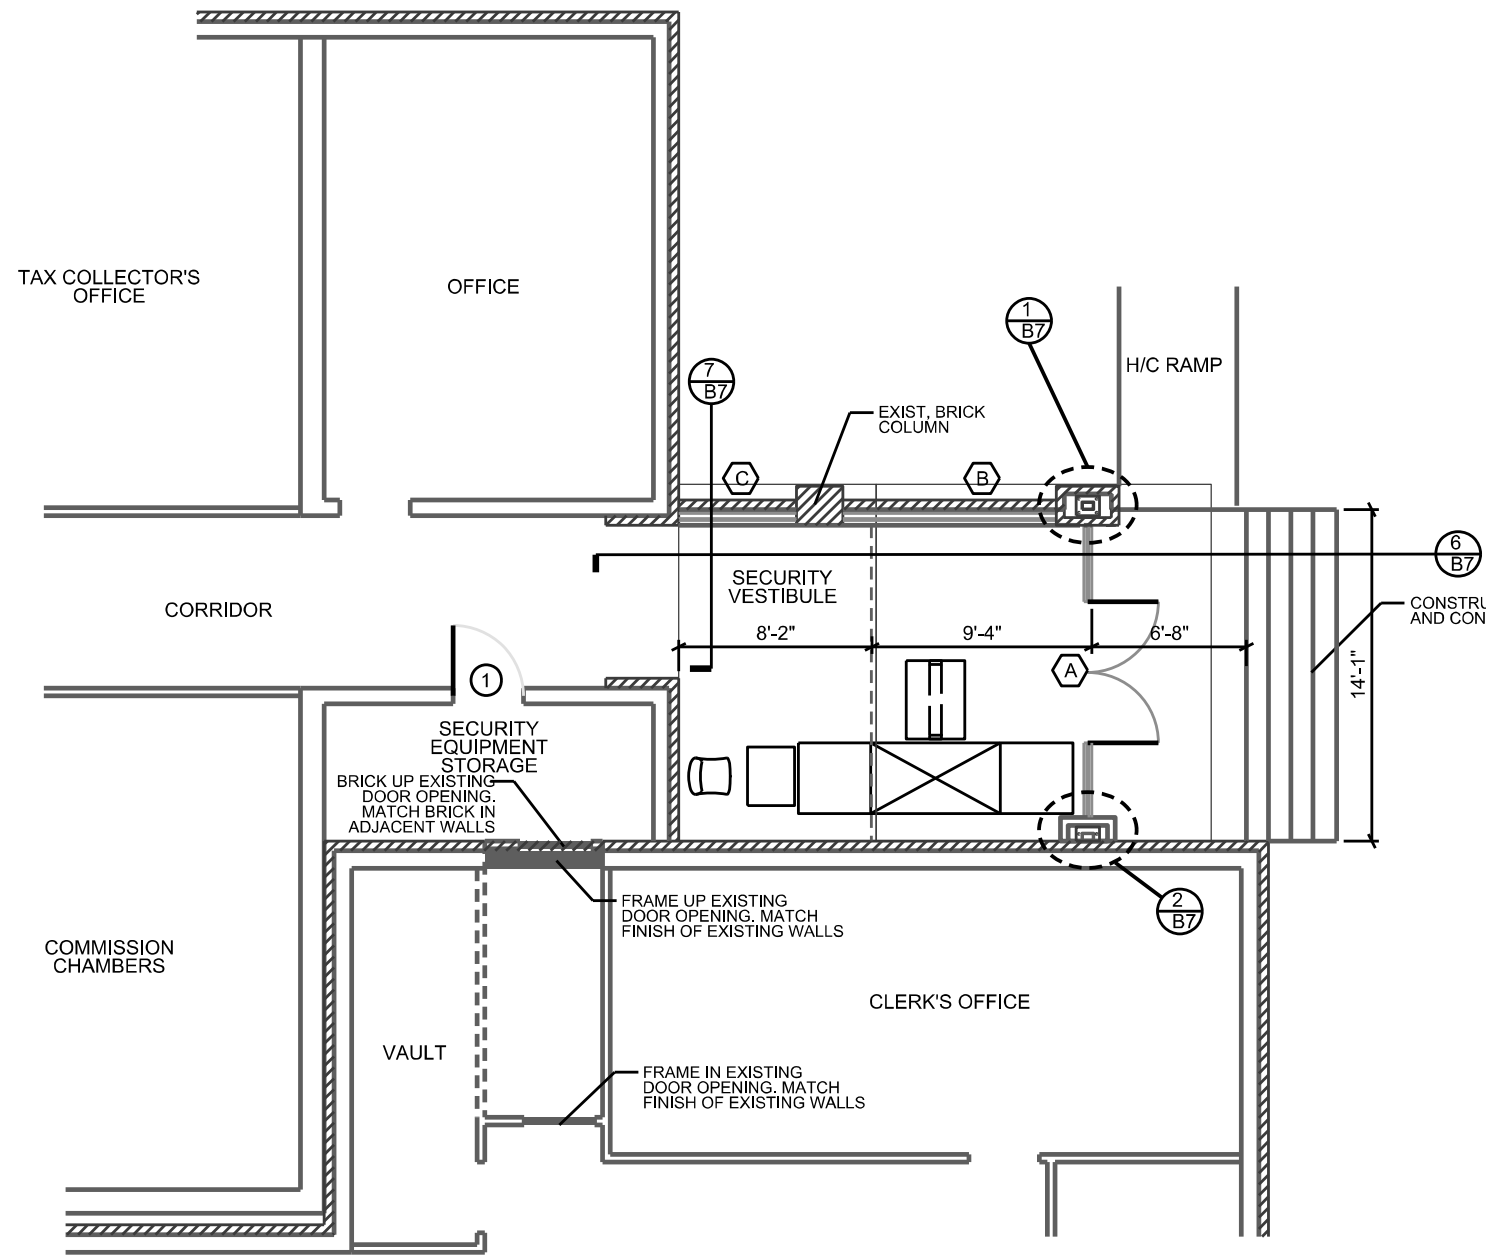 TAX COLLECTOR'S
OFFICE
OFFICE
1
B7
H/C RAMP
7
B7
EXIST, BRICK
COLUMN
C
B
6
B7
SECURITY
VESTIBULE
CORRIDOR
CONSTRU
AND CON
8'-2"
9'-4"
6'-8"
14'-1"
A
1
SECURITY
EQUIPMENT
STORAGE
BRICK UP EXISTING
DOOR OPENING.
MATCH BRICK IN
ADJACENT WALLS
FRAME UP EXISTING
DOOR OPENING. MATCH
FINISH OF EXISTING WALLS
2
B7
COMMISSION
CHAMBERS
CLERK'S OFFICE
VAULT
FRAME IN EXISTING
DOOR OPENING. MATCH
FINISH OF EXISTING WALLS